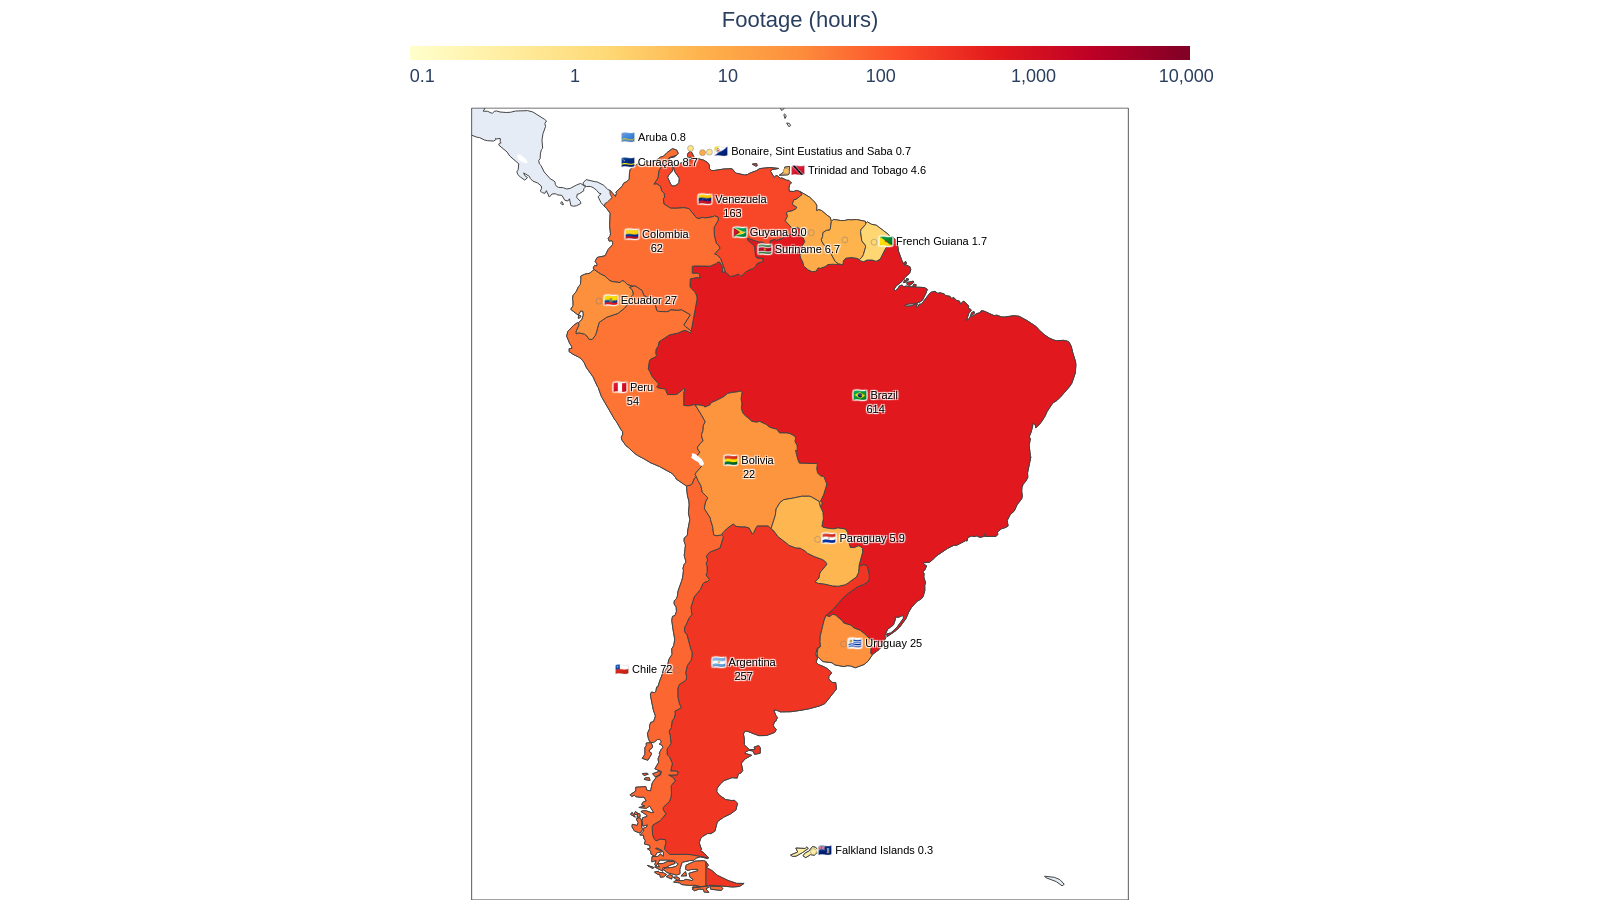 Footage (hours)
0.1 1 10 100 1,000 10,000
Aruba 0.8
Bonaire, Sint Eustatius and Saba 0.7
Curaçao 8.7
Trinidad and Tobago 4.6
Venezuela
163
Colombia
62
Guyana 9.0
Suriname 6.7
French Guiana 1.7
Ecuador 27
Peru
54
Brazil
614
Bolivia
22
Paraguay 5.9
Uruguay 25
Chile 72
Argentina
257
Falkland Islands 0.3